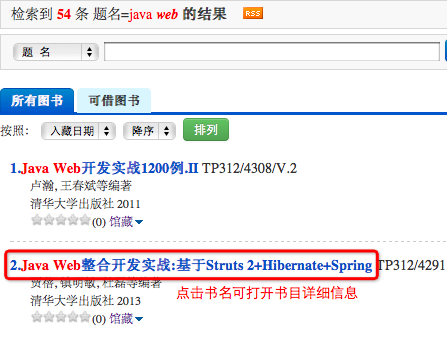 检索到 54 条 题名=java web 的结果 RSS
题 名
所有图书 可借图书
按照: 入藏日期 降序 排列
1.Java Web开发实战1200例.II TP312/4308/V.2
卢瀚, 王春斌等编著
清华大学出版社 2011
(0) 馆藏
2.Java Web整合开发实战:基于Struts 2+Hibernate+Spring TP312/4291
贾蓓, 镇明敏, 杜磊等编著
点击书名可打开书目详细信息
清华大学出版社 2013
(0) 馆藏